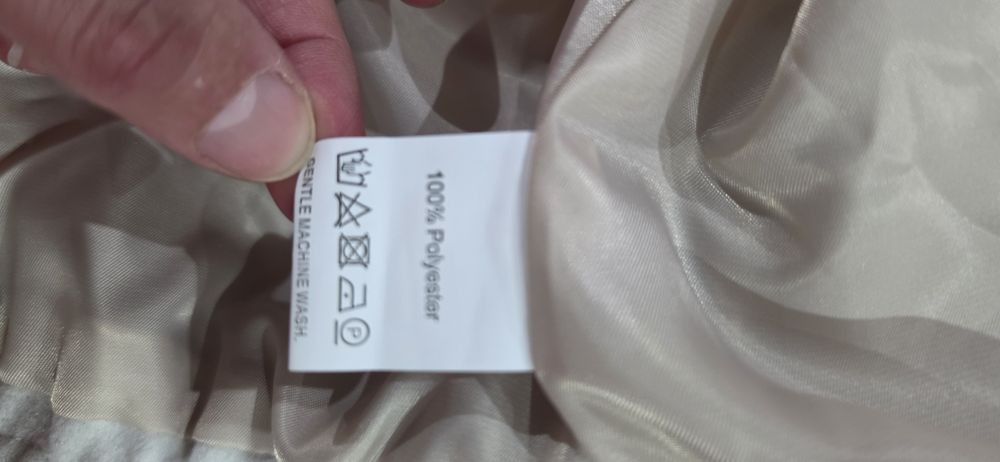 100% Polyester
P
GENTLE MACHINE WASH.